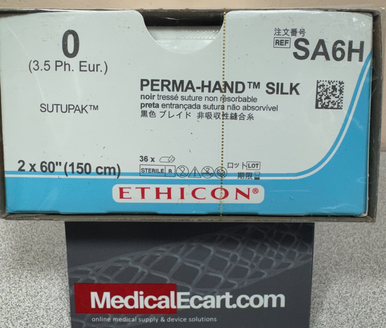 0
(3.5 Ph. Eur.)
SUTUPAK™
2 x 60" (150 cm)
注文番号
REF SA6H
PERMA-HAND™ SILK
noir tressé suture non résorbable
preta entrançada sutura não absorvível
黒色 ブレイド 非吸収性縫合糸
36 x
STERILE R
ロット LOT
期限
ETHICON®
MedicalEcart.com
online medical supply & device solutions